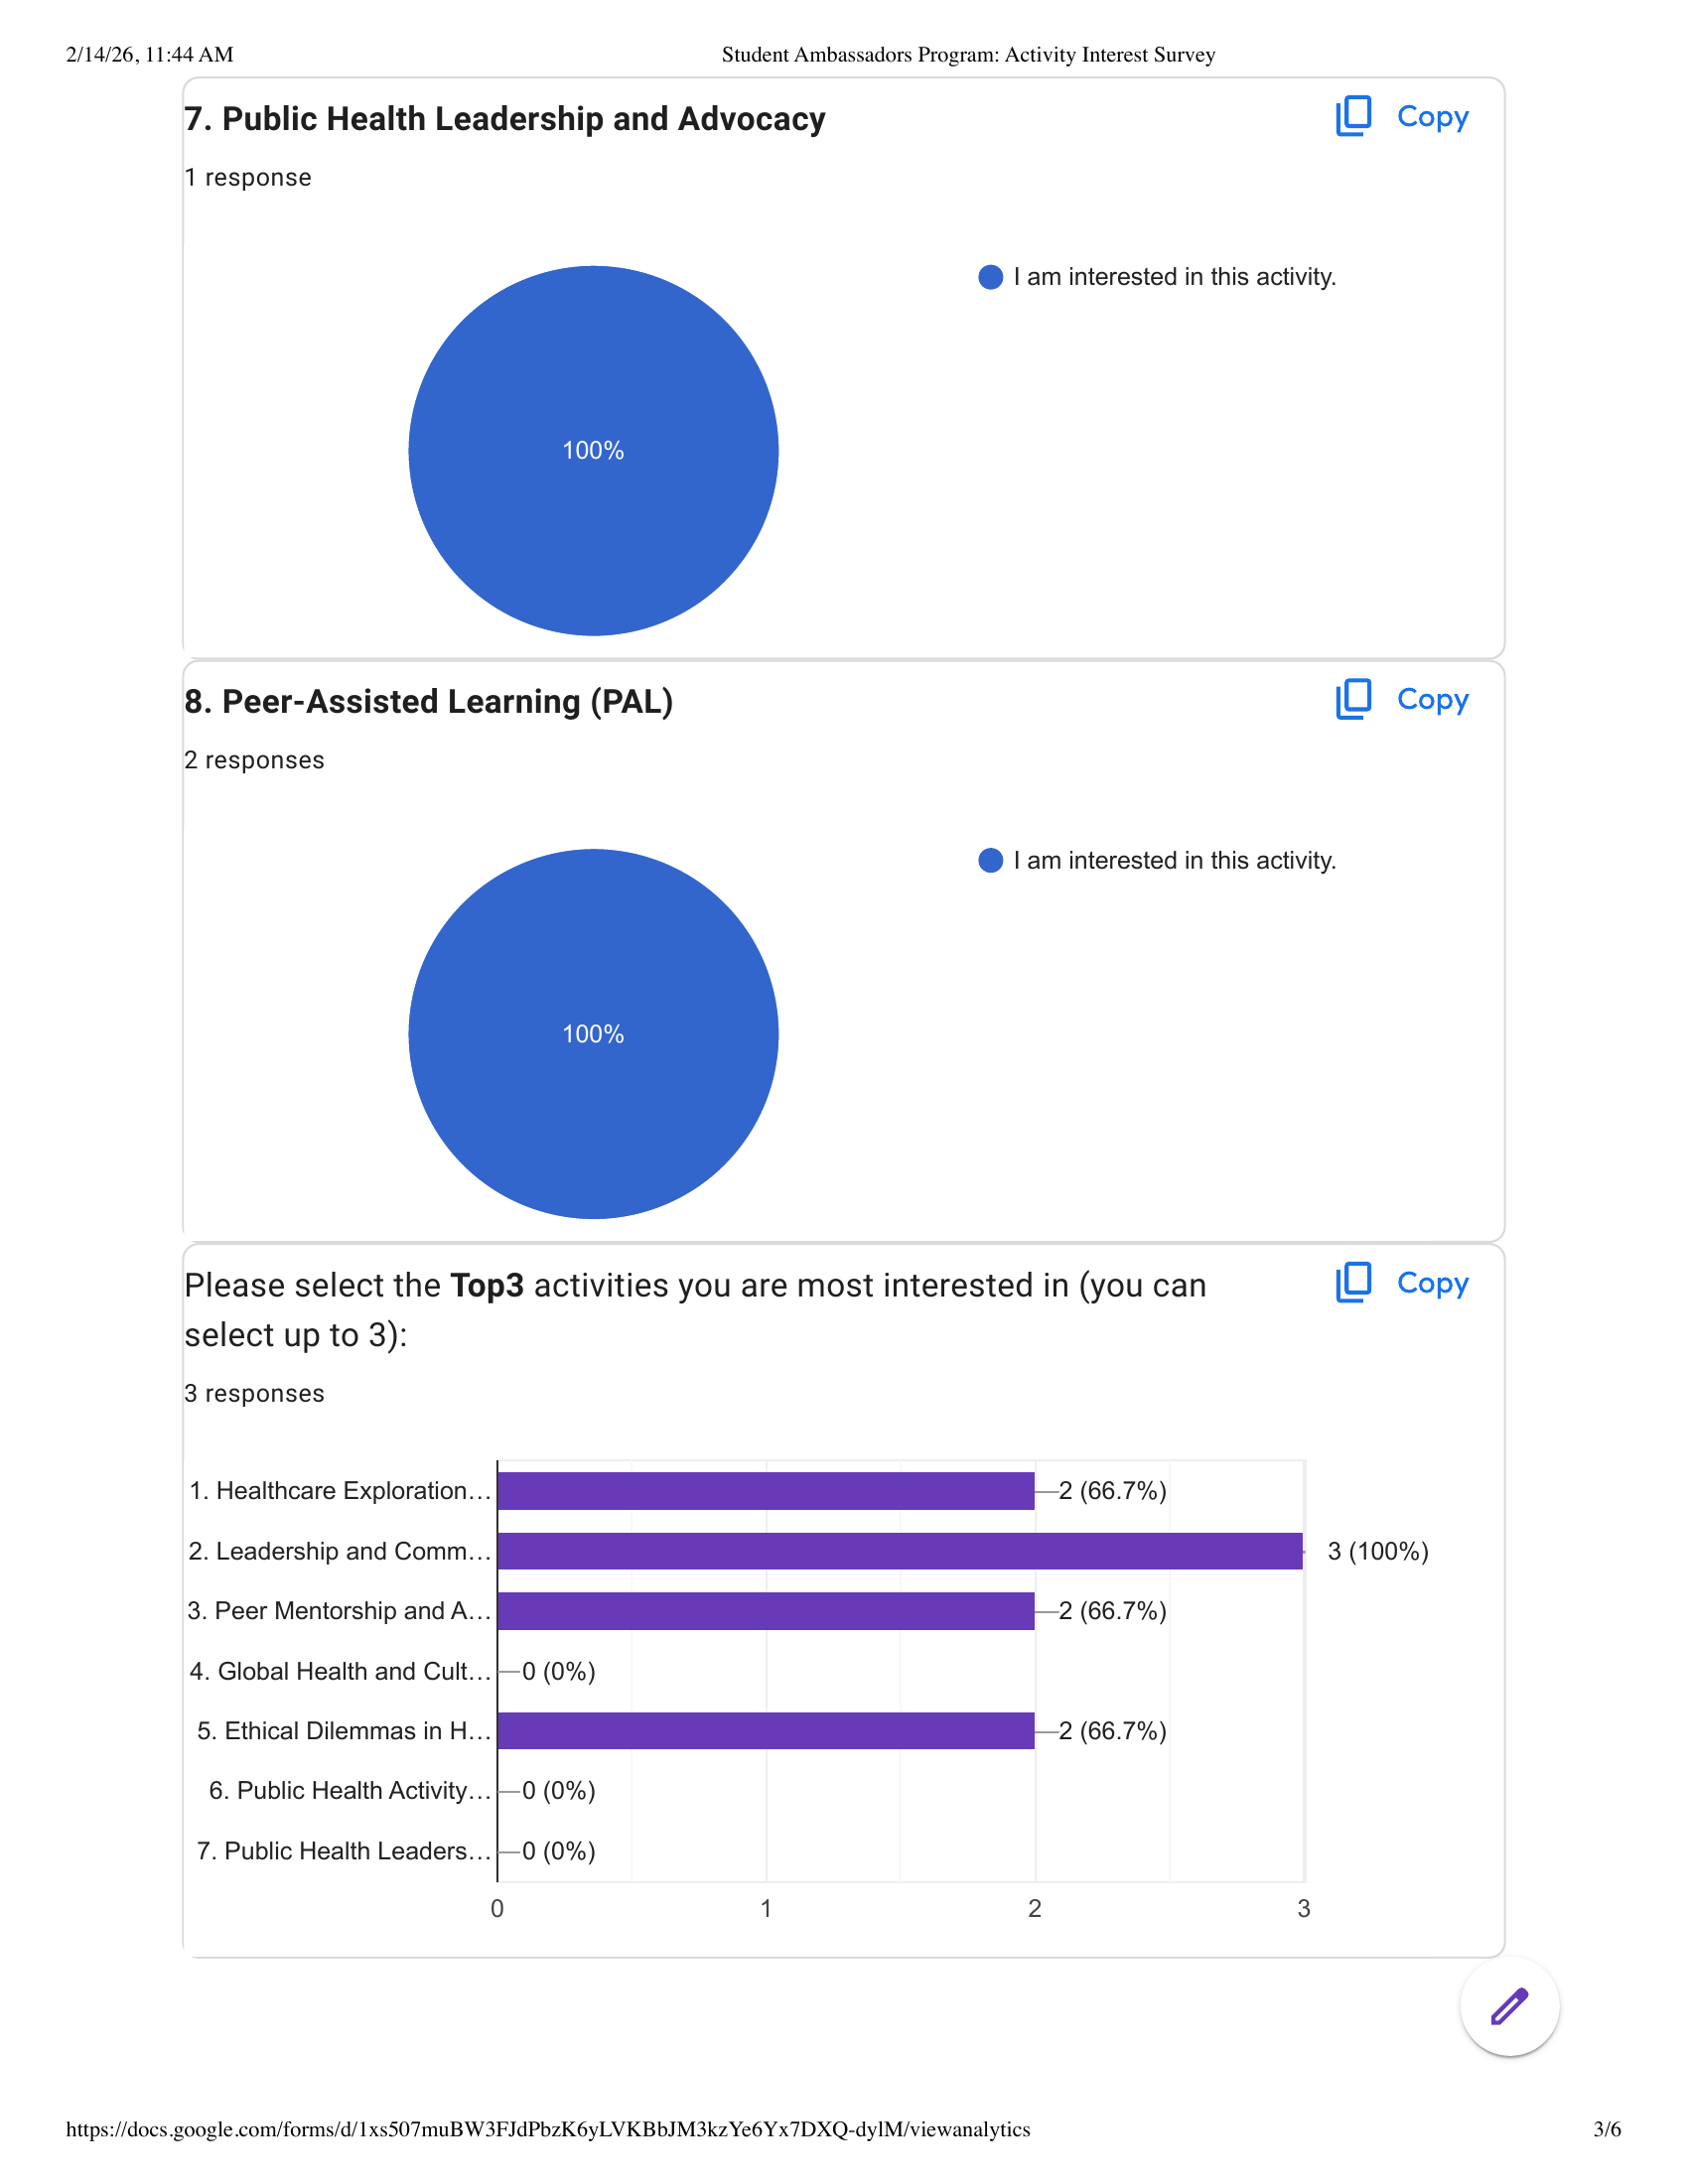 2/14/26, 11:44 AM
Student Ambassadors Program: Activity Interest Survey
7. Public Health Leadership and Advocacy
Copy
1 response
I am interested in this activity.
100%
8. Peer-Assisted Learning (PAL)
Copy
2 responses
I am interested in this activity.
100%
Please select the Top3 activities you are most interested in (you can
select up to 3):
Copy
3 responses
1. Healthcare Exploration… 2 (66.7%)
2. Leadership and Comm… 3 (100%)
3. Peer Mentorship and A… 2 (66.7%)
4. Global Health and Cult… 0 (0%)
5. Ethical Dilemmas in H… 2 (66.7%)
6. Public Health Activity… 0 (0%)
7. Public Health Leaders… 0 (0%)
0 1 2 3
https://docs.google.com/forms/d/1xs507muBW3FJdPbzK6yLVKBbJM3kzYe6Yx7DXQ-dylM/viewanalytics
3/6